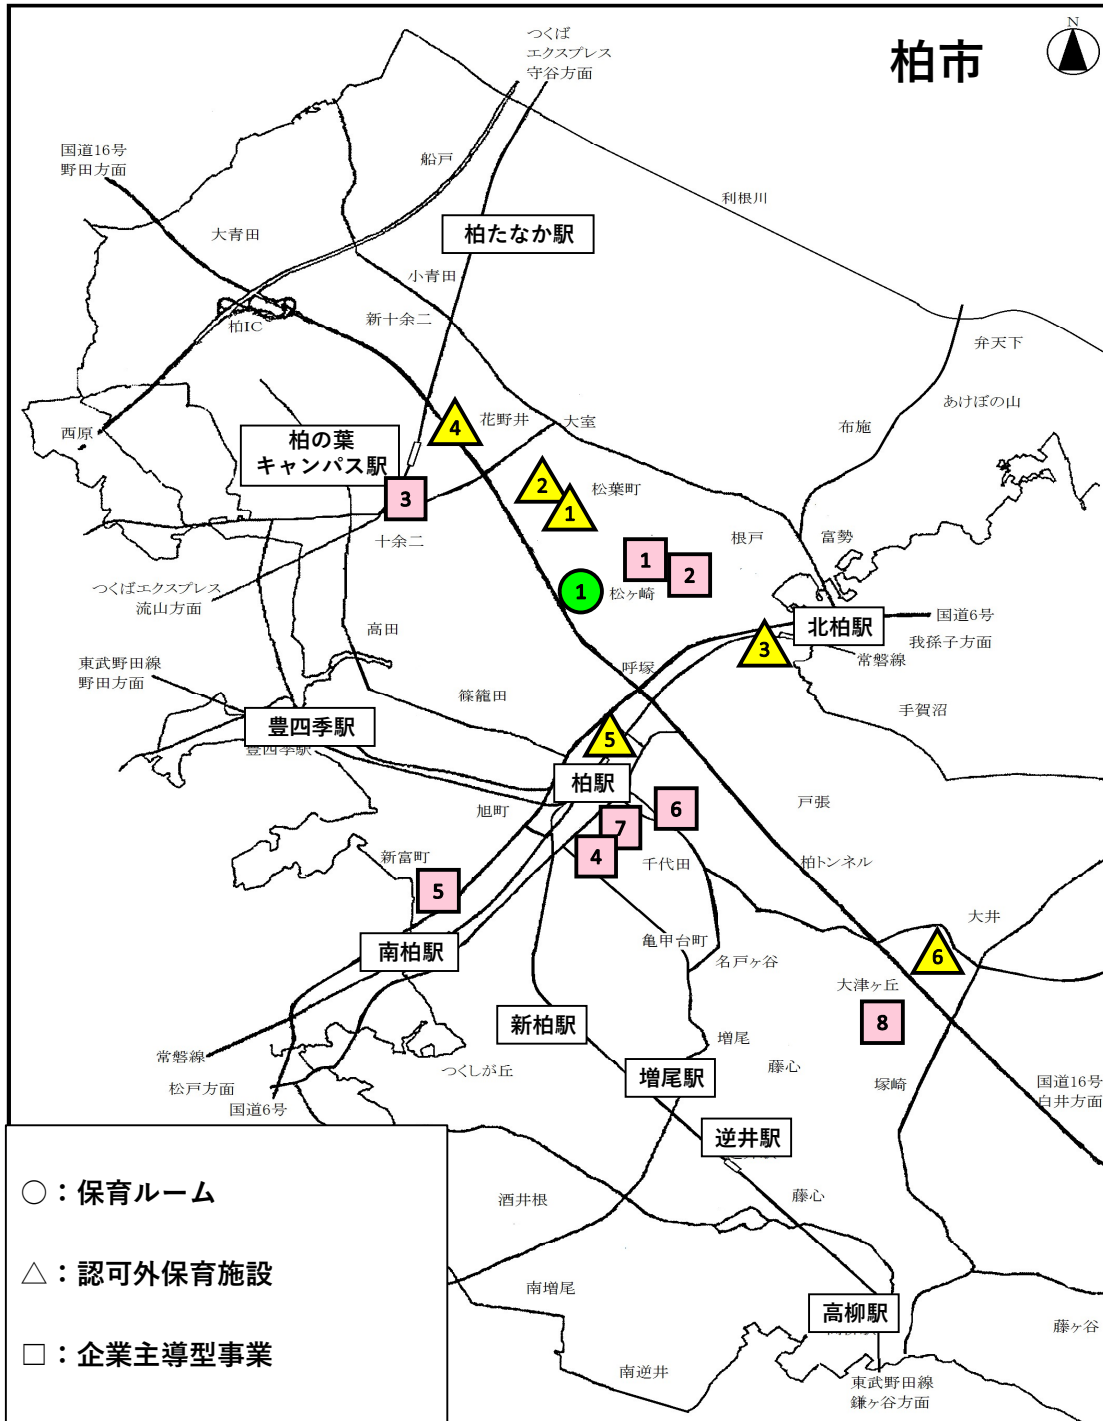 柏市
N
つくば
エクスプレス
守谷方面
国道16号
野田方面
船戸
利根川
大青田
柏たなか駅
小青田
新十余二
柏IC
弁天下
あけぼの山
布施
4
花野井
大室
西原
柏の葉
キャンパス駅
3
2
松葉町
1
十余二
根戸
富勢
1
2
つくばエクスプレス
流山方面
1
松ヶ崎
北柏駅
国道6号
我孫子方面
高田
3
常磐線
東武野田線
野田方面
呼塚
篠籠田
手賀沼
豊四季駅
豊四季駅
5
柏駅
戸張
旭町
6
7
4
千代田
新富町
5
柏トンネル
大井
亀甲台町
南柏駅
名戸ヶ谷
6
大津ヶ丘
8
新柏駅
増尾
常磐線
松戸方面
国道6号
つくしが丘
増尾駅
藤心
塚崎
国道16号
白井方面
逆井駅
酒井根
藤心
南増尾
高柳駅
藤ヶ谷
南逆井
東武野田線
鎌ヶ谷方面
○：保育ルーム
△：認可外保育施設
□：企業主導型事業